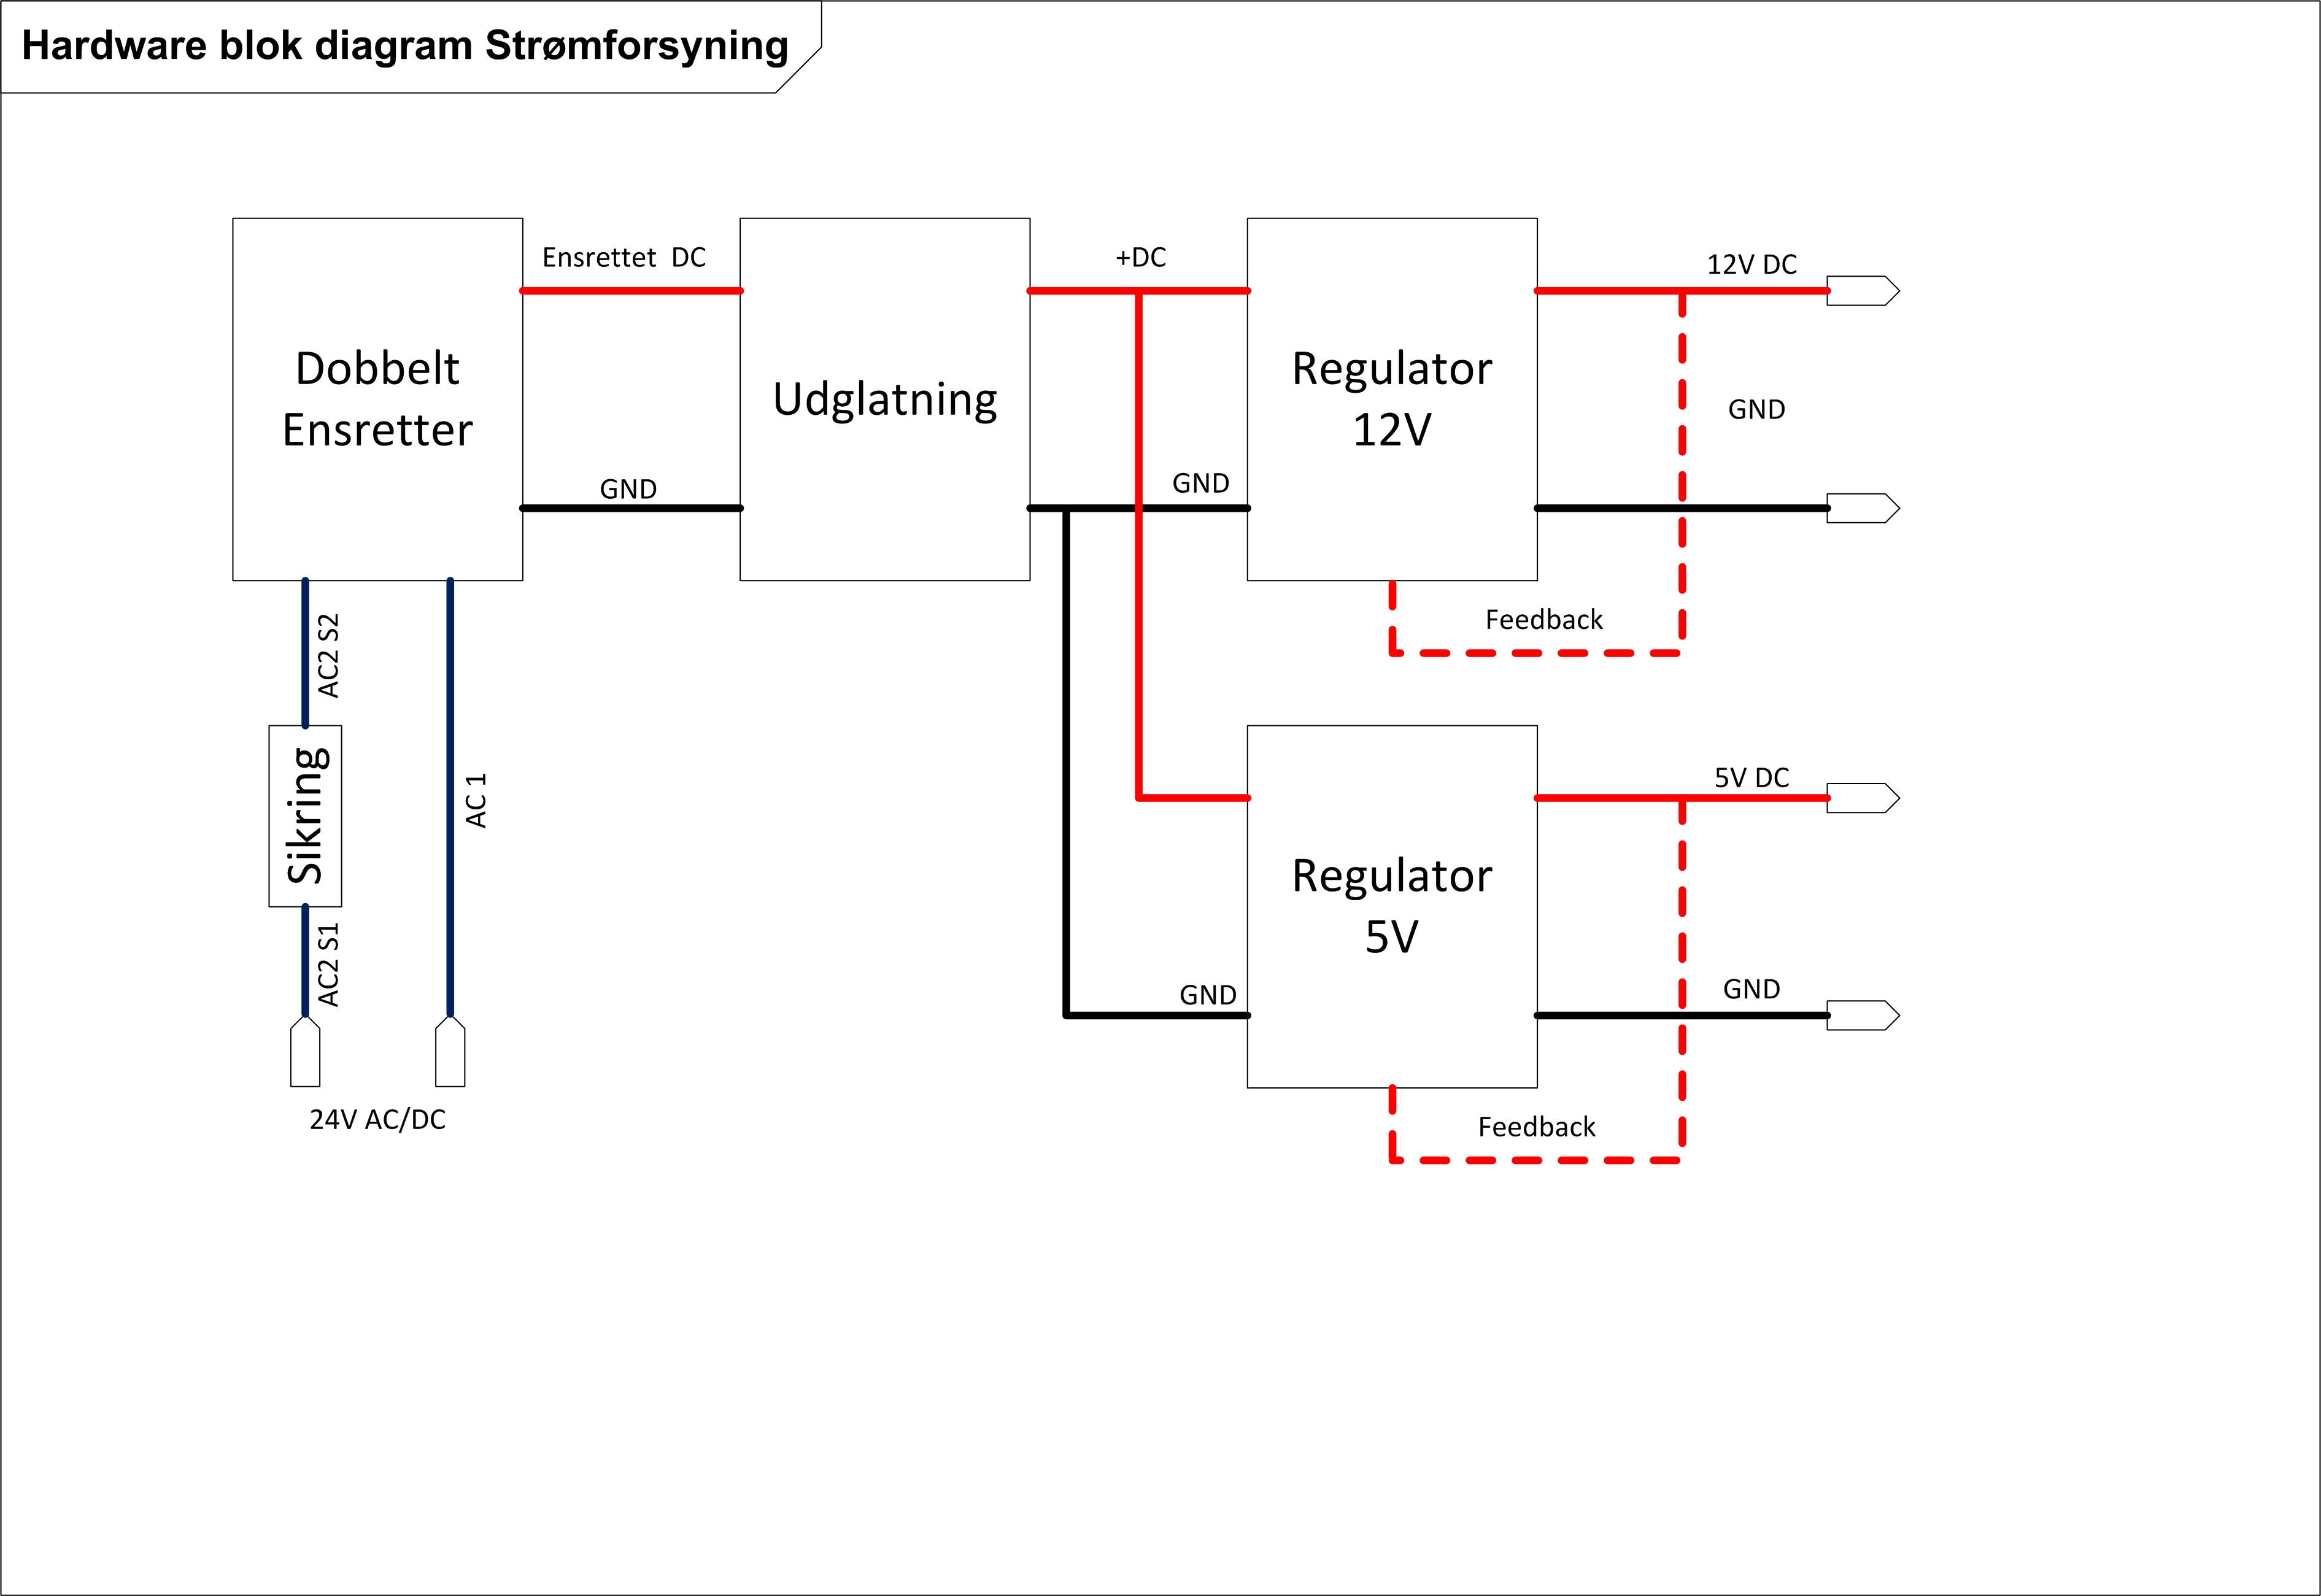 Hardware blok diagram Strømforsyning
Ensrettet  DC
+DC
12V DC
Dobbelt
Ensretter
Udglatning
Regulator
12V
GND
GND
GND
Feedback
AC2 S2
AC 1
Sikring
AC2 S1
24V AC/DC
Regulator
5V
5V DC
GND
GND
Feedback